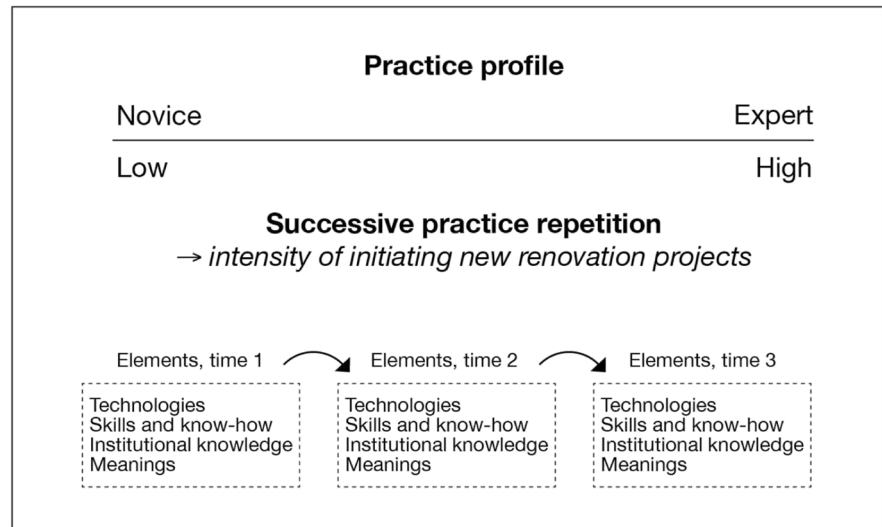 Practice profile
Novice Expert
Low High
Successive practice repetition
→ intensity of initiating new renovation projects
Elements, time 1 Elements, time 2 Elements, time 3
Technologies
Skills and know-how
Institutional knowledge
Meanings
Technologies
Skills and know-how
Institutional knowledge
Meanings
Technologies
Skills and know-how
Institutional knowledge
Meanings